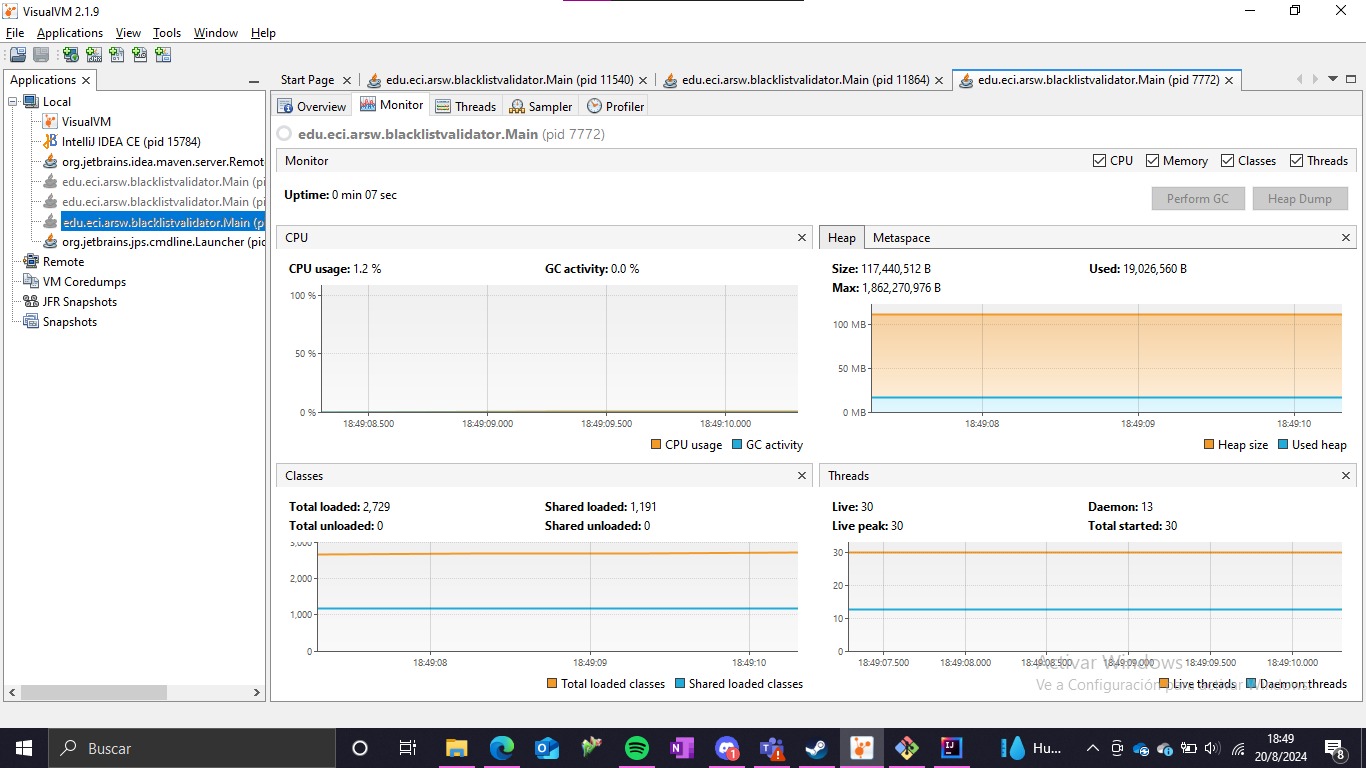 VisualVM 2.1.9
File Applications View Tools Window Help
Applications
Local
VisualVM
IntelliJ IDEA CE (pid 15784)
org.jetbrains.idea.maven.server.Remot
edu.eci.arsw.blacklistvalidator.Main (pi
edu.eci.arsw.blacklistvalidator.Main (pi
edu.eci.arsw.blacklistvalidator.Main (p
org.jetbrains.jps.cmdline.Launcher (pid
Remote
VM Coredumps
JFR Snapshots
Snapshots
Start Page edu.eci.arsw.blacklistvalidator.Main (pid 11540) edu.eci.arsw.blacklistvalidator.Main (pid 11864) edu.eci.arsw.blacklistvalidator.Main (pid 7772)
Overview Monitor Threads Sampler Profiler
edu.eci.arsw.blacklistvalidator.Main (pid 7772)
Monitor CPU Memory Classes Threads
Uptime: 0 min 07 sec Perform GC Heap Dump
CPU
CPU usage: 1.2 % GC activity: 0.0 %
100 %
50 %
0 %
18:49:08.500 18:49:09.000 18:49:09.500 18:49:10.000
CPU usage GC activity
Heap Metaspace
Size: 117,440,512 B Used: 19,026,560 B
Max: 1,862,270,976 B
100 MB
50 MB
0 MB
18:49:08 18:49:09 18:49:10
Heap size Used heap
Classes
Total loaded: 2,729 Shared loaded: 1,191
Total unloaded: 0 Shared unloaded: 0
3,000
2,000
1,000
0
18:49:08 18:49:09 18:49:10
Total loaded classes Shared loaded classes
Threads
Live: 30 Daemon: 13
Live peak: 30 Total started: 30
30
20
10
0
18:49:07.500 18:49:08.000 18:49:08.500 18:49:09.000 18:49:09.500 18:49:10.000
Live threads Daemon threads
Activar Windows
Ve a Configuración para activar Windows.
Buscar
1
Hu...
18:49
20/8/2024
8